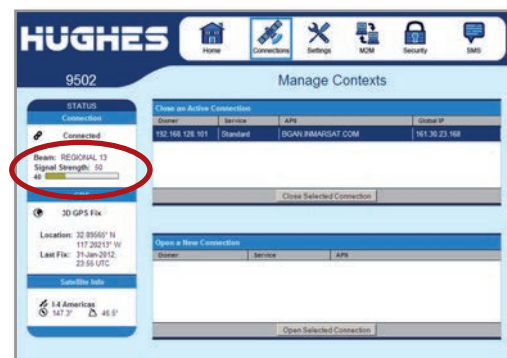 HUGHES
Home Connections Settings M2M Security SMS
9502
Manage Contexts
STATUS
Connection
Connected
Beam: REGIONAL 13
Signal Strength: 50
40
GPS
3D GPS Fix
Location: 32.89565° N
117.20213° W
Last Fix: 31-Jan-2012,
23:55 UTC
Satellite Info
I-4 Americas
147.3° 46.5°
Close an Active Connection
Owner Service APN Global IP
192.168.128.101 Standard BGAN.INMARSAT.COM 161.30.23.168
Close Selected Connection
Open a New Connection
Owner Service APN
Open Selected Connection